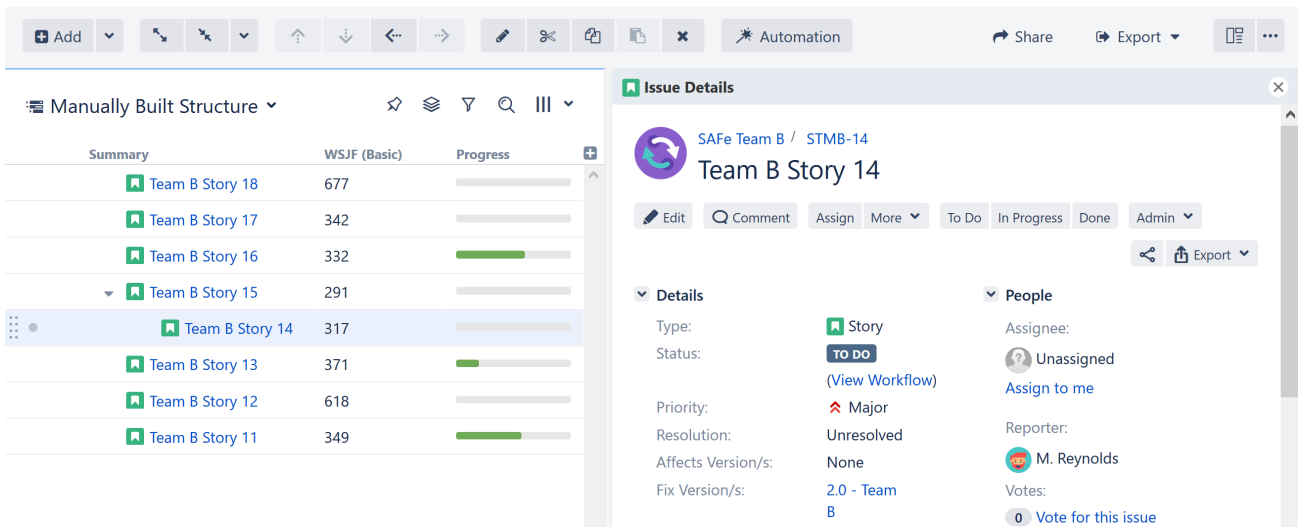 Add
Automation
Share
Export
Manually Built Structure
Summary WSJF (Basic) Progress
Team B Story 18 677
Team B Story 17 342
Team B Story 16 332
Team B Story 15 291
Team B Story 14 317
Team B Story 13 371
Team B Story 12 618
Team B Story 11 349
Issue Details
SAFe Team B / STMB-14
Team B Story 14
Edit Comment Assign More To Do In Progress Done Admin
Export
Details
Type: Story
Status: TO DO
(View Workflow)
Priority: Major
Resolution: Unresolved
Affects Version/s: None
Fix Version/s: 2.0 - Team
B
People
Assignee:
Unassigned
Assign to me
Reporter:
M. Reynolds
Votes:
0 Vote for this issue